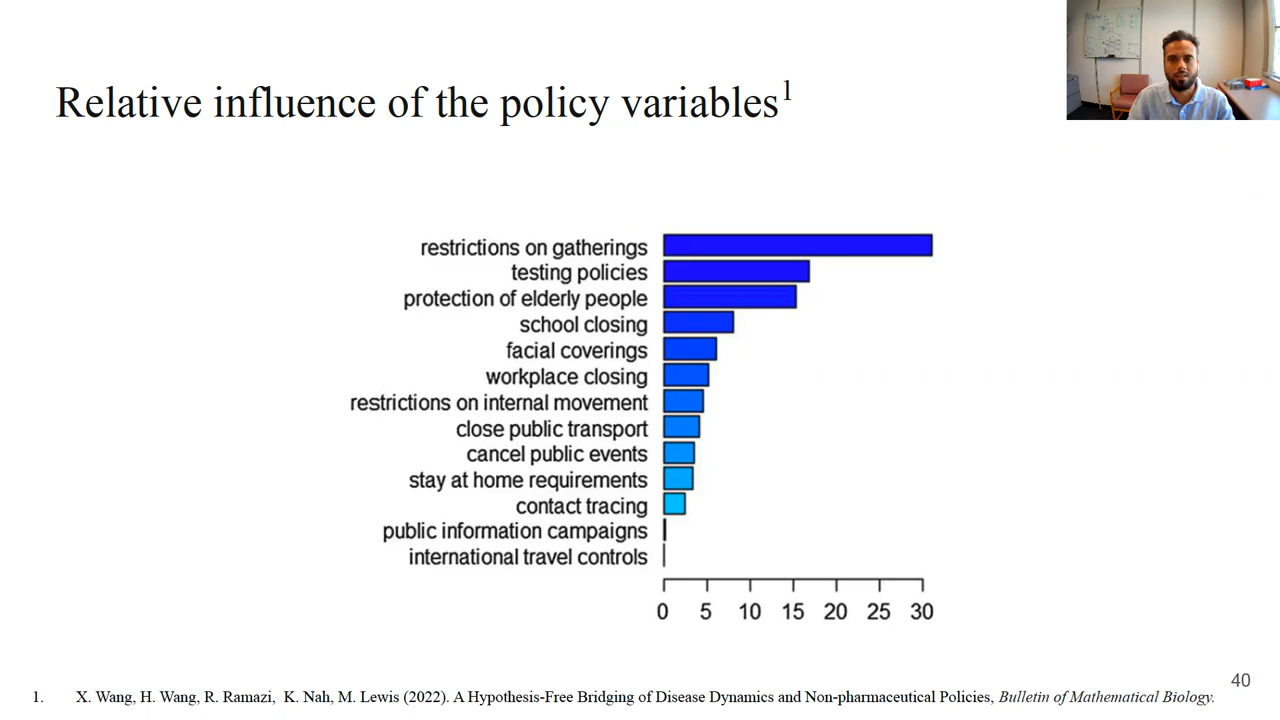 Relative influence of the policy variables1
restrictions on gatherings
testing policies
protection of elderly people
school closing
facial coverings
workplace closing
restrictions on internal movement
close public transport
cancel public events
stay at home requirements
contact tracing
public information campaigns
international travel controls
0 5 10 15 20 25 30
40
1. X. Wang, H. Wang, R. Ramazi, K. Nah, M. Lewis (2022). A Hypothesis-Free Bridging of Disease Dynamics and Non-pharmaceutical Policies, Bulletin of Mathematical Biology.